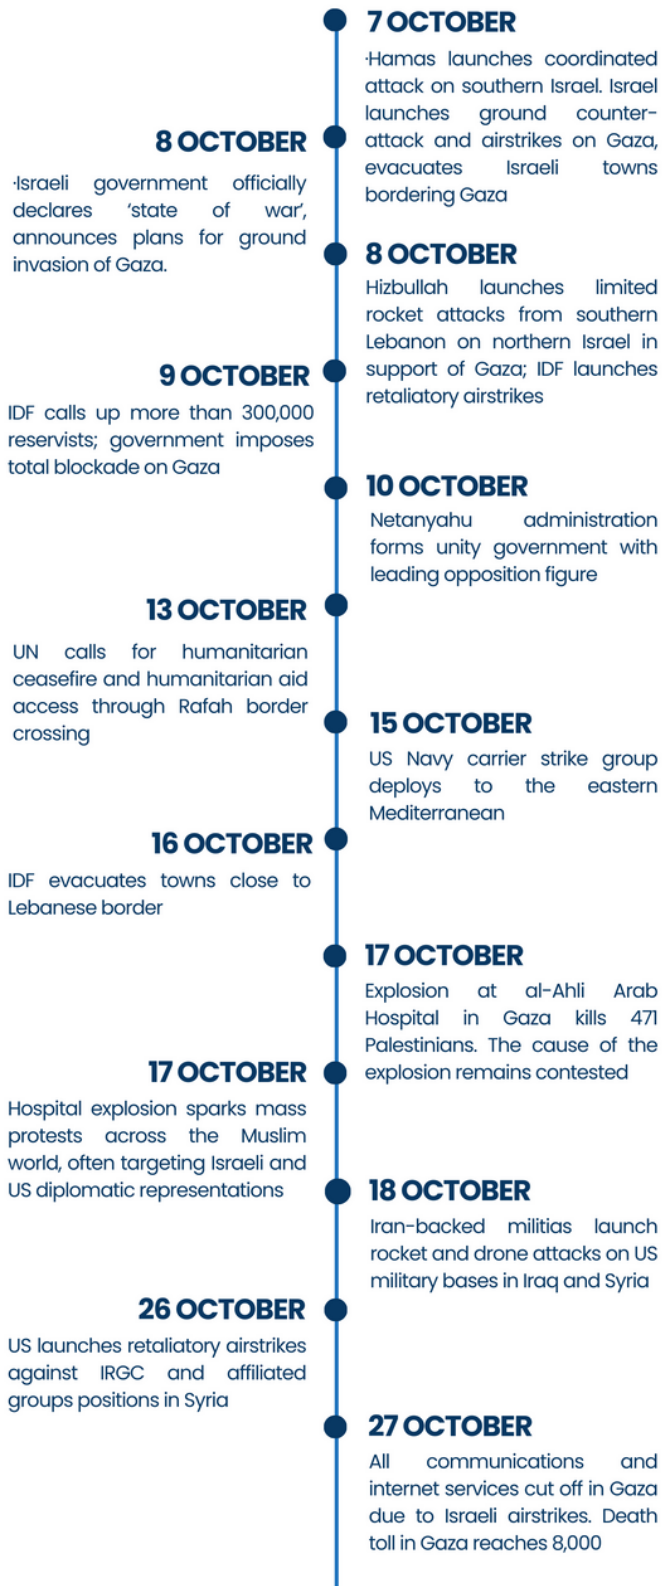 7 OCTOBER
·Hamas launches coordinated
attack on southern Israel. Israel
launches ground counter-
attack and airstrikes on Gaza,
evacuates Israeli towns
bordering Gaza
8 OCTOBER
·Israeli government officially
declares ‘state of war’,
announces plans for ground
invasion of Gaza.
8 OCTOBER
Hizbullah launches limited
rocket attacks from southern
Lebanon on northern Israel in
support of Gaza; IDF launches
retaliatory airstrikes
9 OCTOBER
IDF calls up more than 300,000
reservists; government imposes
total blockade on Gaza
10 OCTOBER
Netanyahu administration
forms unity government with
leading opposition figure
13 OCTOBER
UN calls for humanitarian
ceasefire and humanitarian aid
access through Rafah border
crossing
15 OCTOBER
US Navy carrier strike group
deploys to the eastern
Mediterranean
16 OCTOBER
IDF evacuates towns close to
Lebanese border
17 OCTOBER
Explosion at al-Ahli Arab
Hospital in Gaza kills 471
Palestinians. The cause of the
explosion remains contested
17 OCTOBER
Hospital explosion sparks mass
protests across the Muslim
world, often targeting Israeli and
US diplomatic representations
18 OCTOBER
Iran-backed militias launch
rocket and drone attacks on US
military bases in Iraq and Syria
26 OCTOBER
US launches retaliatory airstrikes
against IRGC and affiliated
groups positions in Syria
27 OCTOBER
All communications and
internet services cut off in Gaza
due to Israeli airstrikes. Death
toll in Gaza reaches 8,000